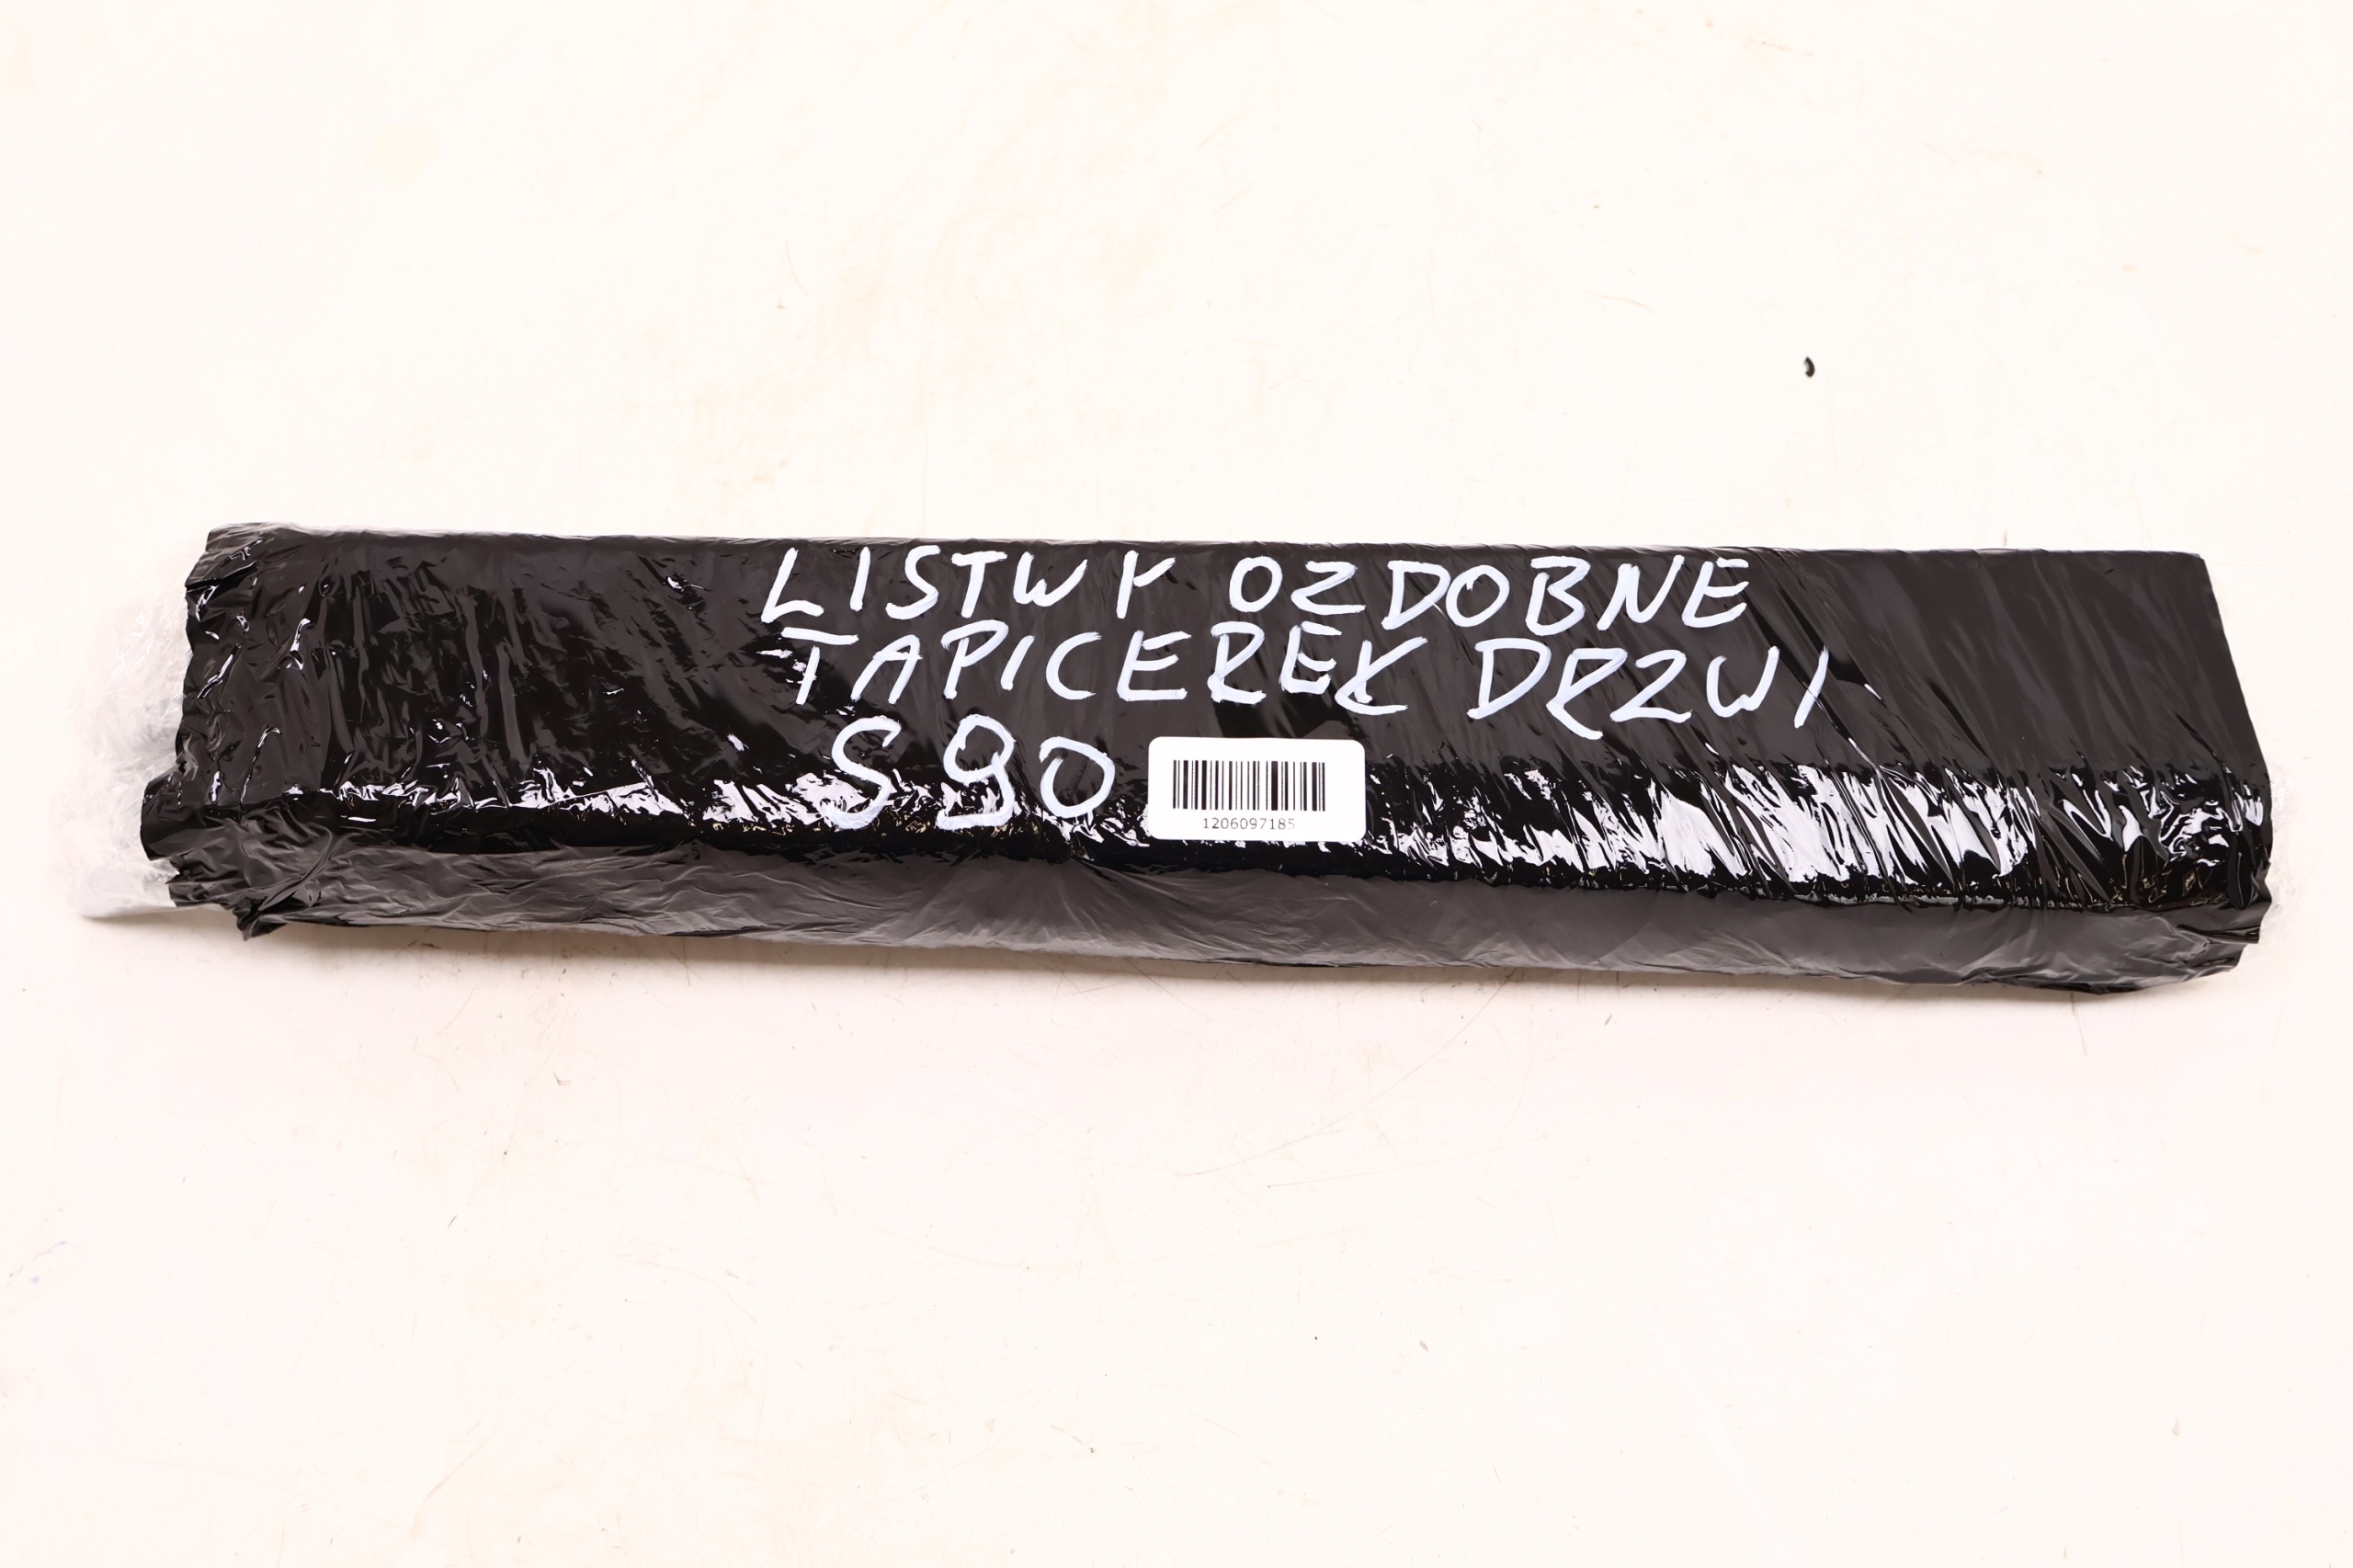 LISTWY OZDOBNE
TAPICEREK DRZWI
S90
1206097185